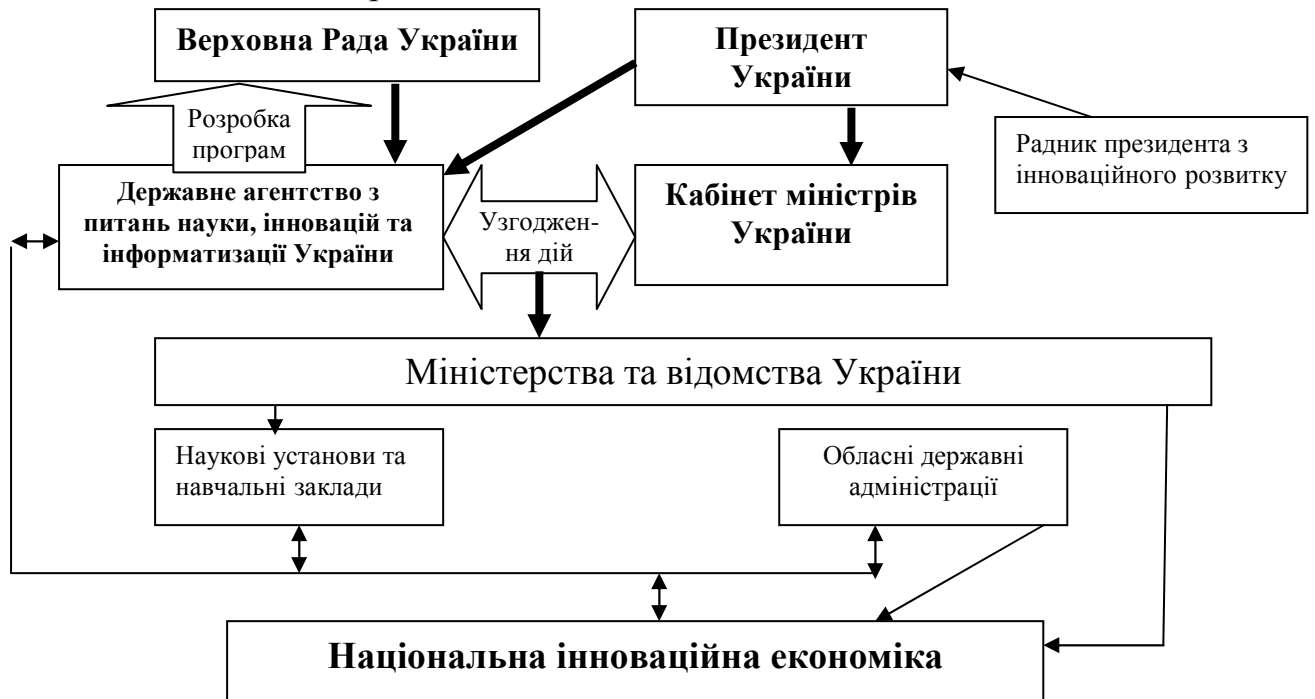 Верховна Рада України
Президент
України
Розробка
програм
Радник президента з
інноваційного розвитку
Державне агентство з
питань науки, інновацій та
інформатизації України
Узгоджен-
ня дій
Кабінет міністрів
України
Міністерства та відомства України
Наукові установи та
навчальні заклади
Обласні державні
адміністрації
Національна інноваційна економіка